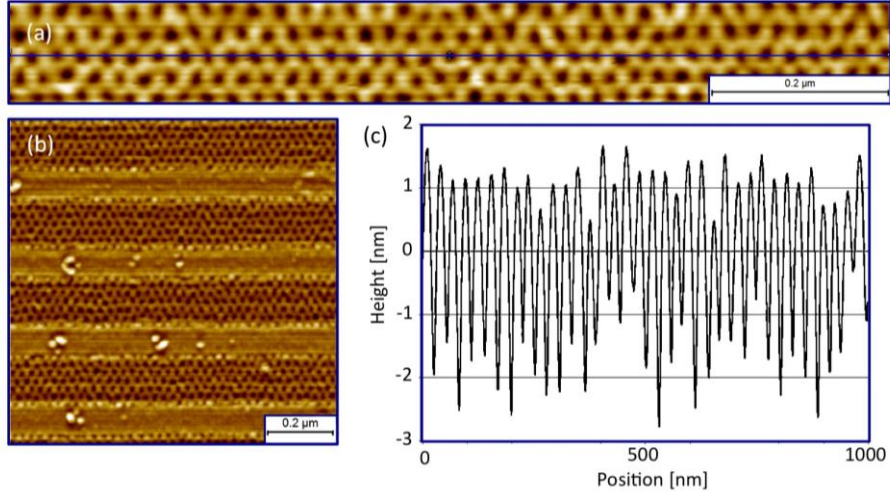 (a)
0.2 µm
(b)
0.2 µm
(c)
2
1
0
-1
-2
-3
Height [nm]
0
500
1000
Position [nm]